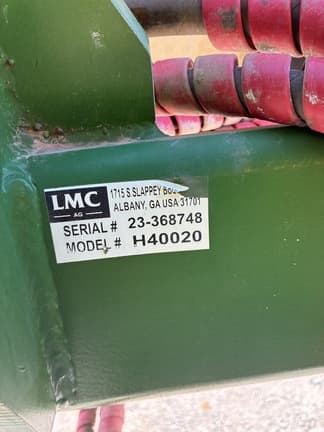 LMC
AG
1715 S. SLAPPEY
ALBANY, GA USA 31701
SERIAL # 23-368748
MODEL # H40020